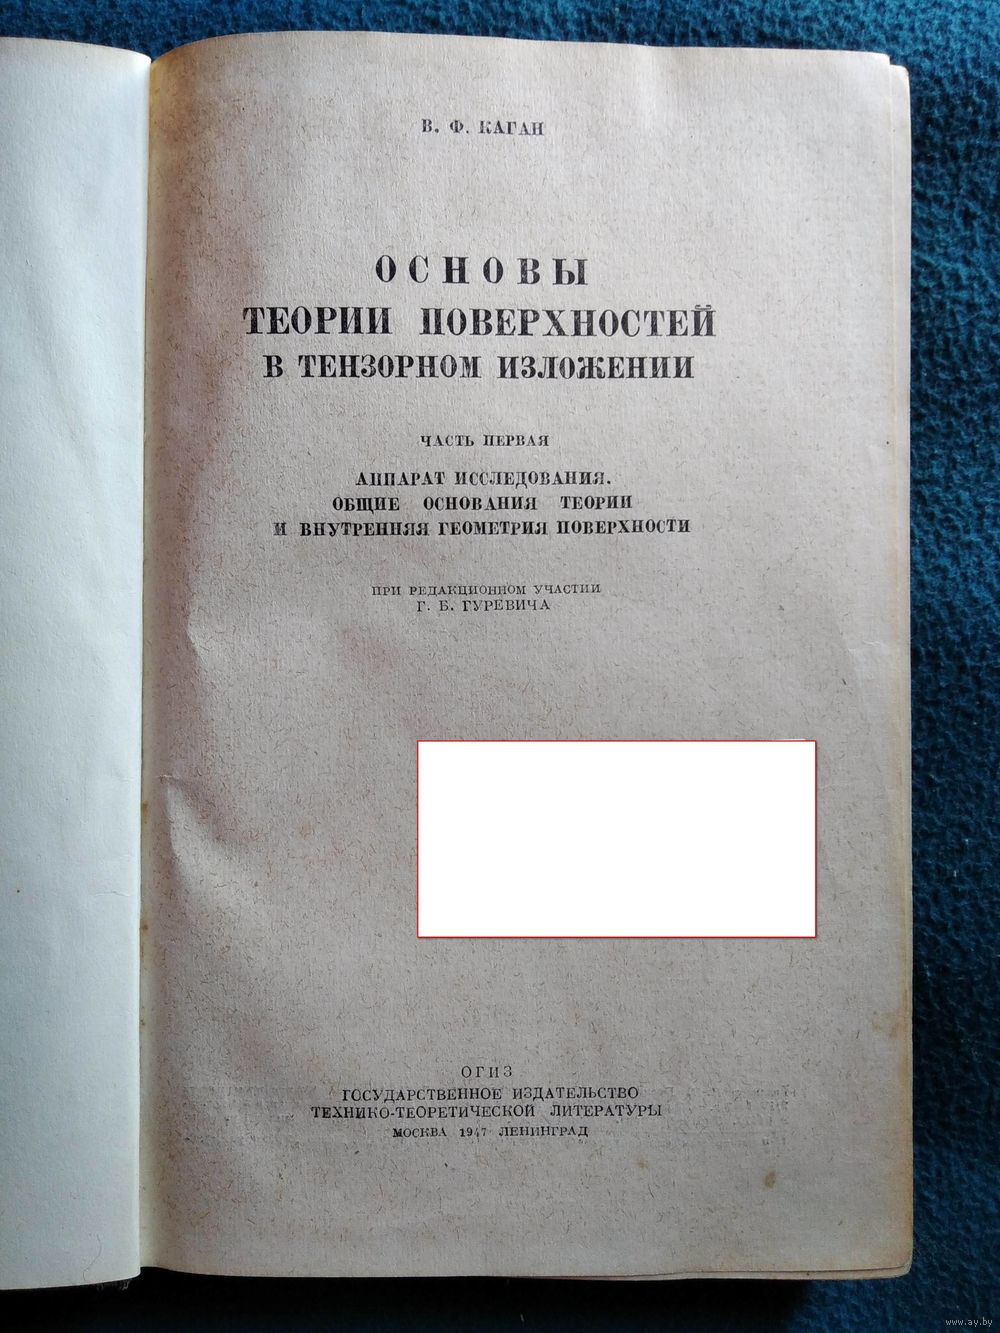 В. Ф. КАГАН
ОСНОВЫ
ТЕОРИИ ПОВЕРХНОСТЕЙ
В ТЕНЗОРНОМ ИЗЛОЖЕНИИ
ЧАСТЬ ПЕРВАЯ
АППАРАТ ИССЛЕДОВАНИЯ.
ОБЩИЕ ОСНОВАНИЯ ТЕОРИИ
И ВНУТРЕННЯЯ ГЕОМЕТРИЯ ПОВЕРХНОСТИ
ПРИ РЕДАКЦИОННОМ УЧАСТИИ
Г. Б. ГУРЕВИЧА
ОГИЗ
ГОСУДАРСТВЕННОЕ ИЗДАТЕЛЬСТВО
ТЕХНИКО-ТЕОРЕТИЧЕСКОЙ ЛИТЕРАТУРЫ
МОСКВА 1947 ЛЕНИНГРАД
www.ay.by